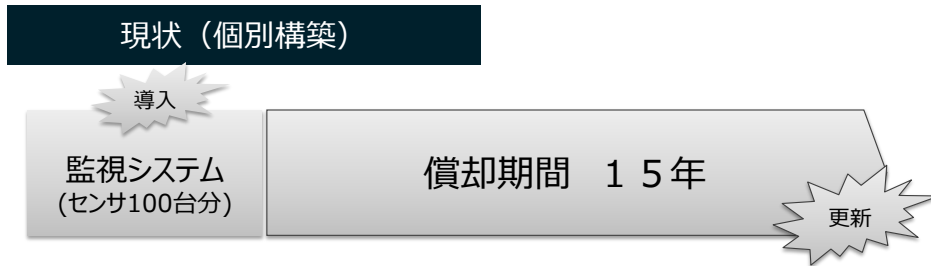 現状（個別構築）
導入
監視システム
(センサ100台分)
償却期間　１５年
更新